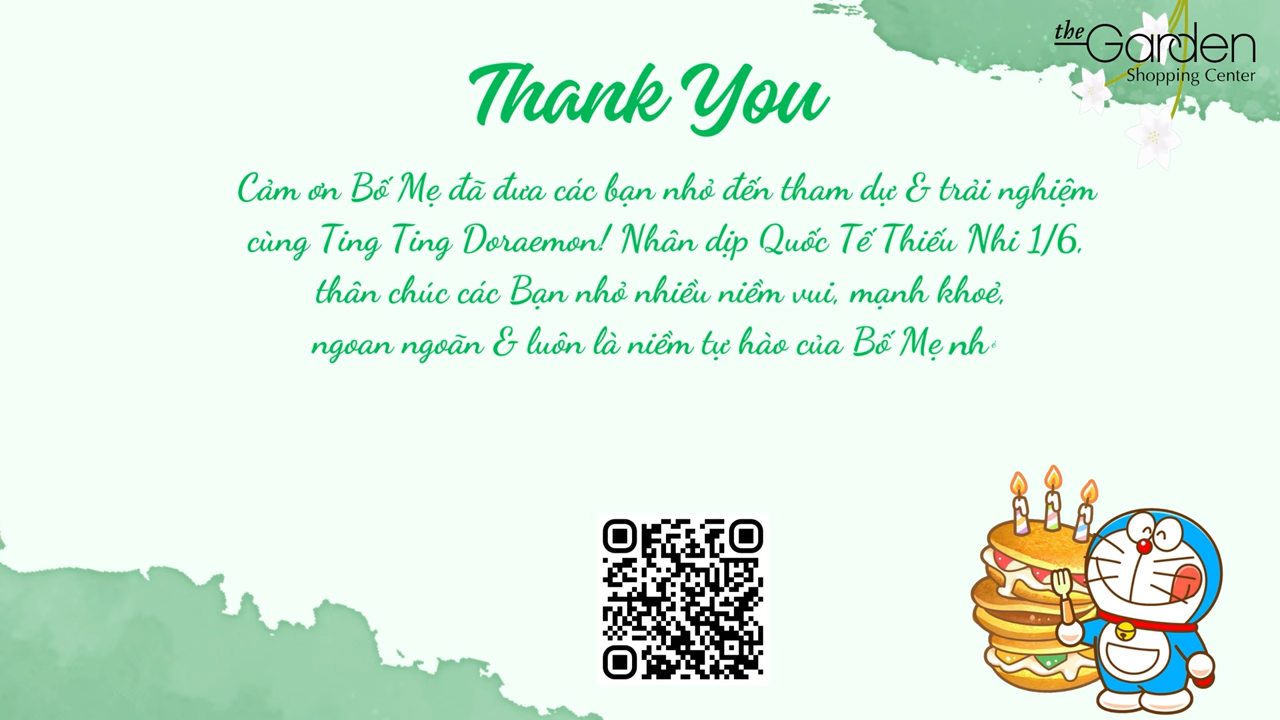 the Garden
Shopping Center
Thank You
Cảm ơn Bố Mẹ đã đưa các bạn nhỏ đến tham dự & trải nghiệm
cùng Ting Ting Doraemon! Nhân dịp Quốc Tế Thiếu Nhi 1/6,
thân chúc các Bạn nhỏ nhiều niềm vui, mạnh khoẻ,
ngoan ngoãn & luôn là niềm tự hào của Bố Mẹ nh